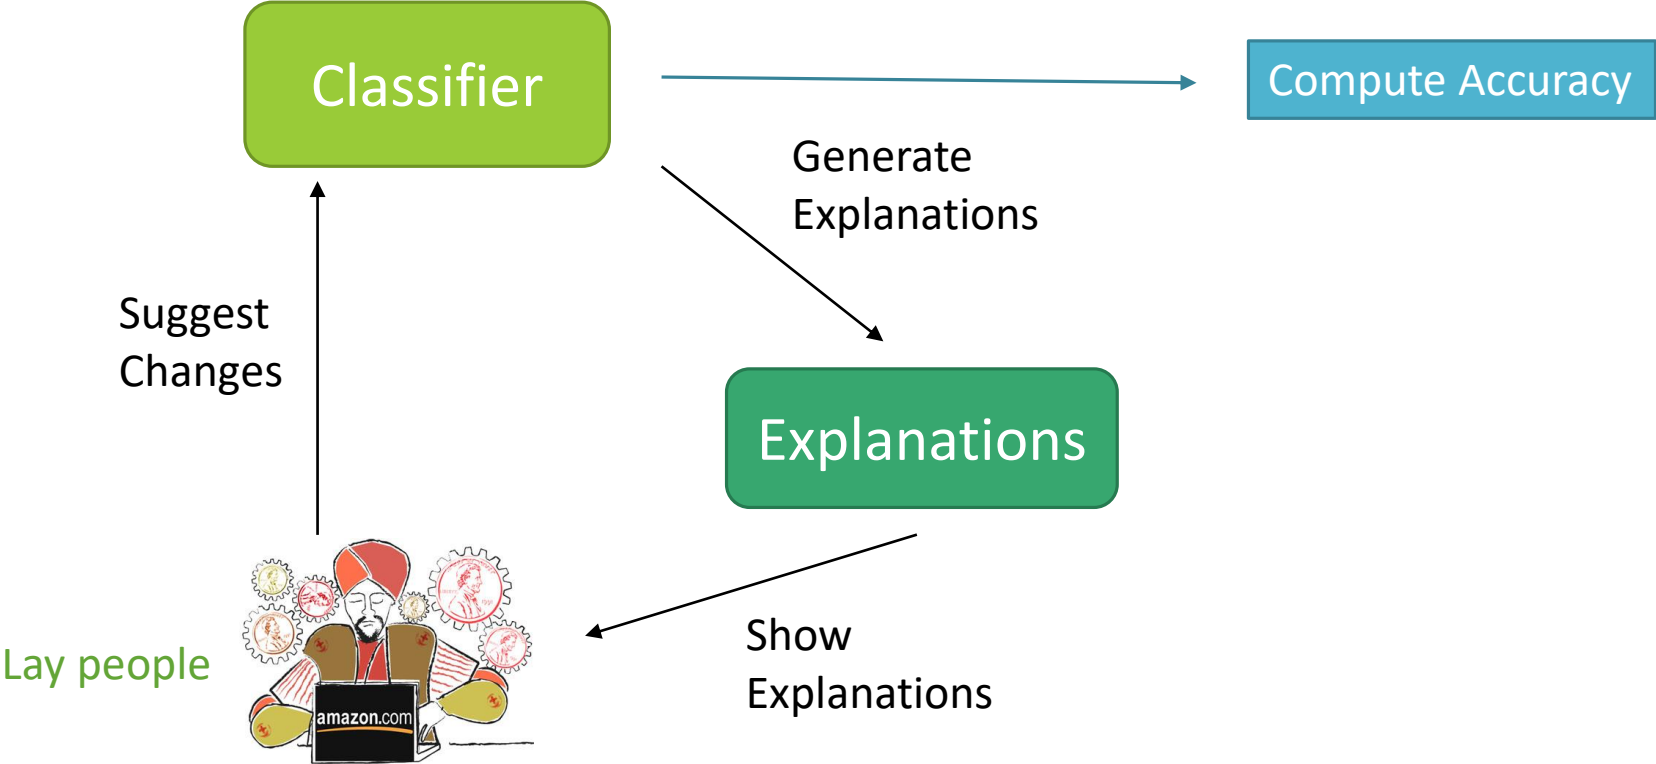 Classifier
Compute Accuracy
Generate
Explanations
Suggest
Changes
Explanations
Show
Explanations
Lay people
amazon.com